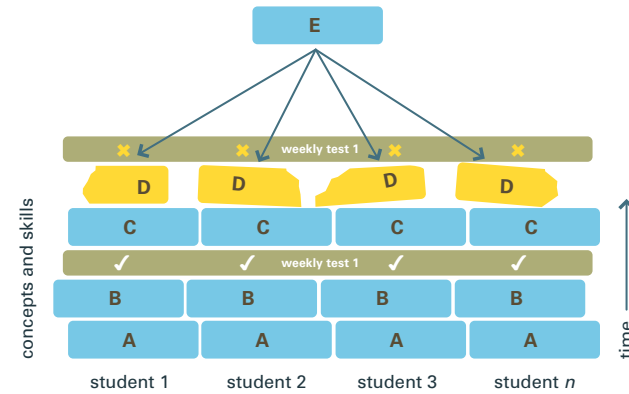 E
weekly test 1
D D D D
C C C C
weekly test 1
B B B B
A A A A
student 1 student 2 student 3 student n
concepts and skills
time